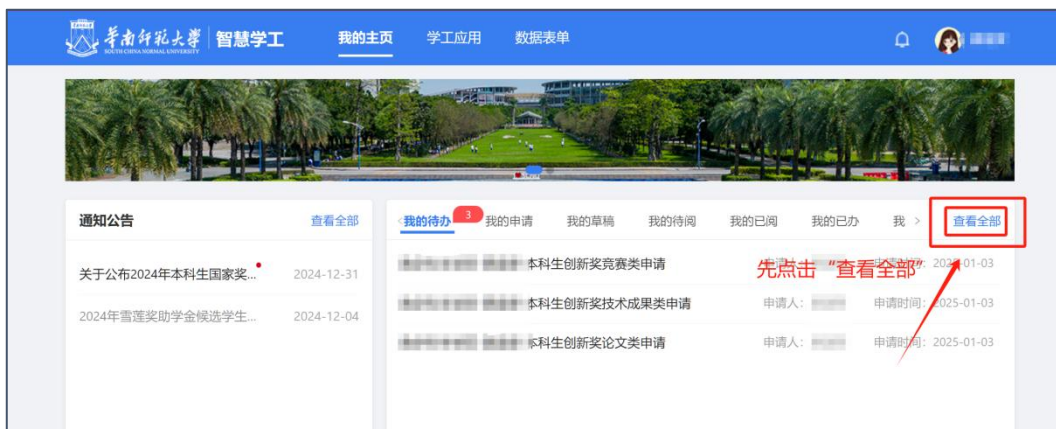 华南师范大学 智慧学工 我的主页 学工应用 数据表单
SOUTH CHINA NORMAL UNIVERSITY
通知公告 查看全部
关于公布2024年本科生国家奖... 2024-12-31
2024年雪莲奖助学金候选学生... 2024-12-04
我的待办 3 我的申请 我的草稿 我的待阅 我的已阅 我的已办 我 查看全部
本科生创新奖竞赛类申请
先点击“查看全部”
本科生创新奖技术成果类申请 申请人: 申请时间: 2025-01-03
本科生创新奖论文类申请 申请人: 申请时间: 2025-01-03